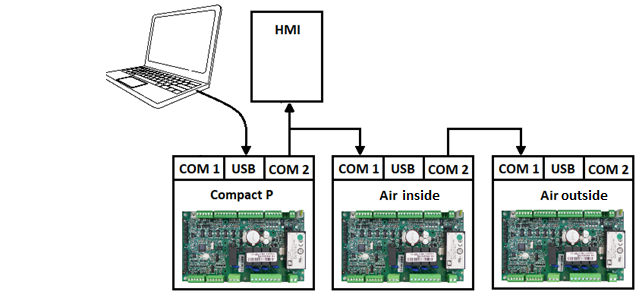 HMI
COM 1 USB COM 2
Compact P
COM 1 USB COM 2
Air inside
COM 1 USB COM 2
Air outside